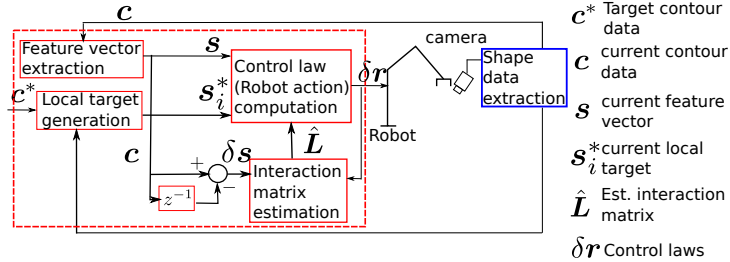 c
Feature vector
extraction
s
Control law
(Robot action)
computation
δr
camera
Shape
data
extraction
Robot
c*
Local target
generation
s*i
c
+
−
δs
z−1
L̂
Interaction
matrix
estimation
c* Target contour
data
c current contour
data
s current feature
vector
s*i current local
target
L̂ Est. interaction
matrix
δr Control laws